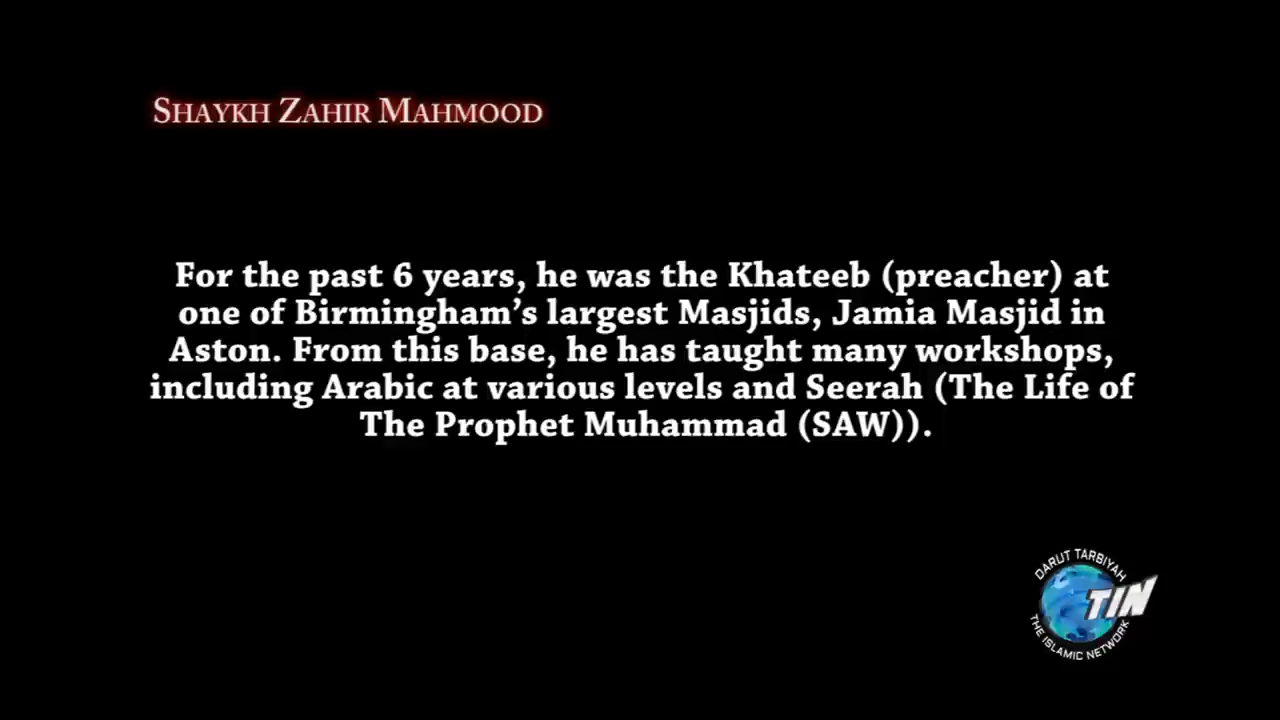 SHAYKH ZAHIR MAHMOOD
For the past 6 years, he was the Khateeb (preacher) at
one of Birmingham's largest Masjids, Jamia Masjid in
Aston. From this base, he has taught many workshops,
including Arabic at various levels and Seerah (The Life of
The Prophet Muhammad (SAW)).
DARUT TARBIYAH
TIN
THE ISLAMIC NETWORK